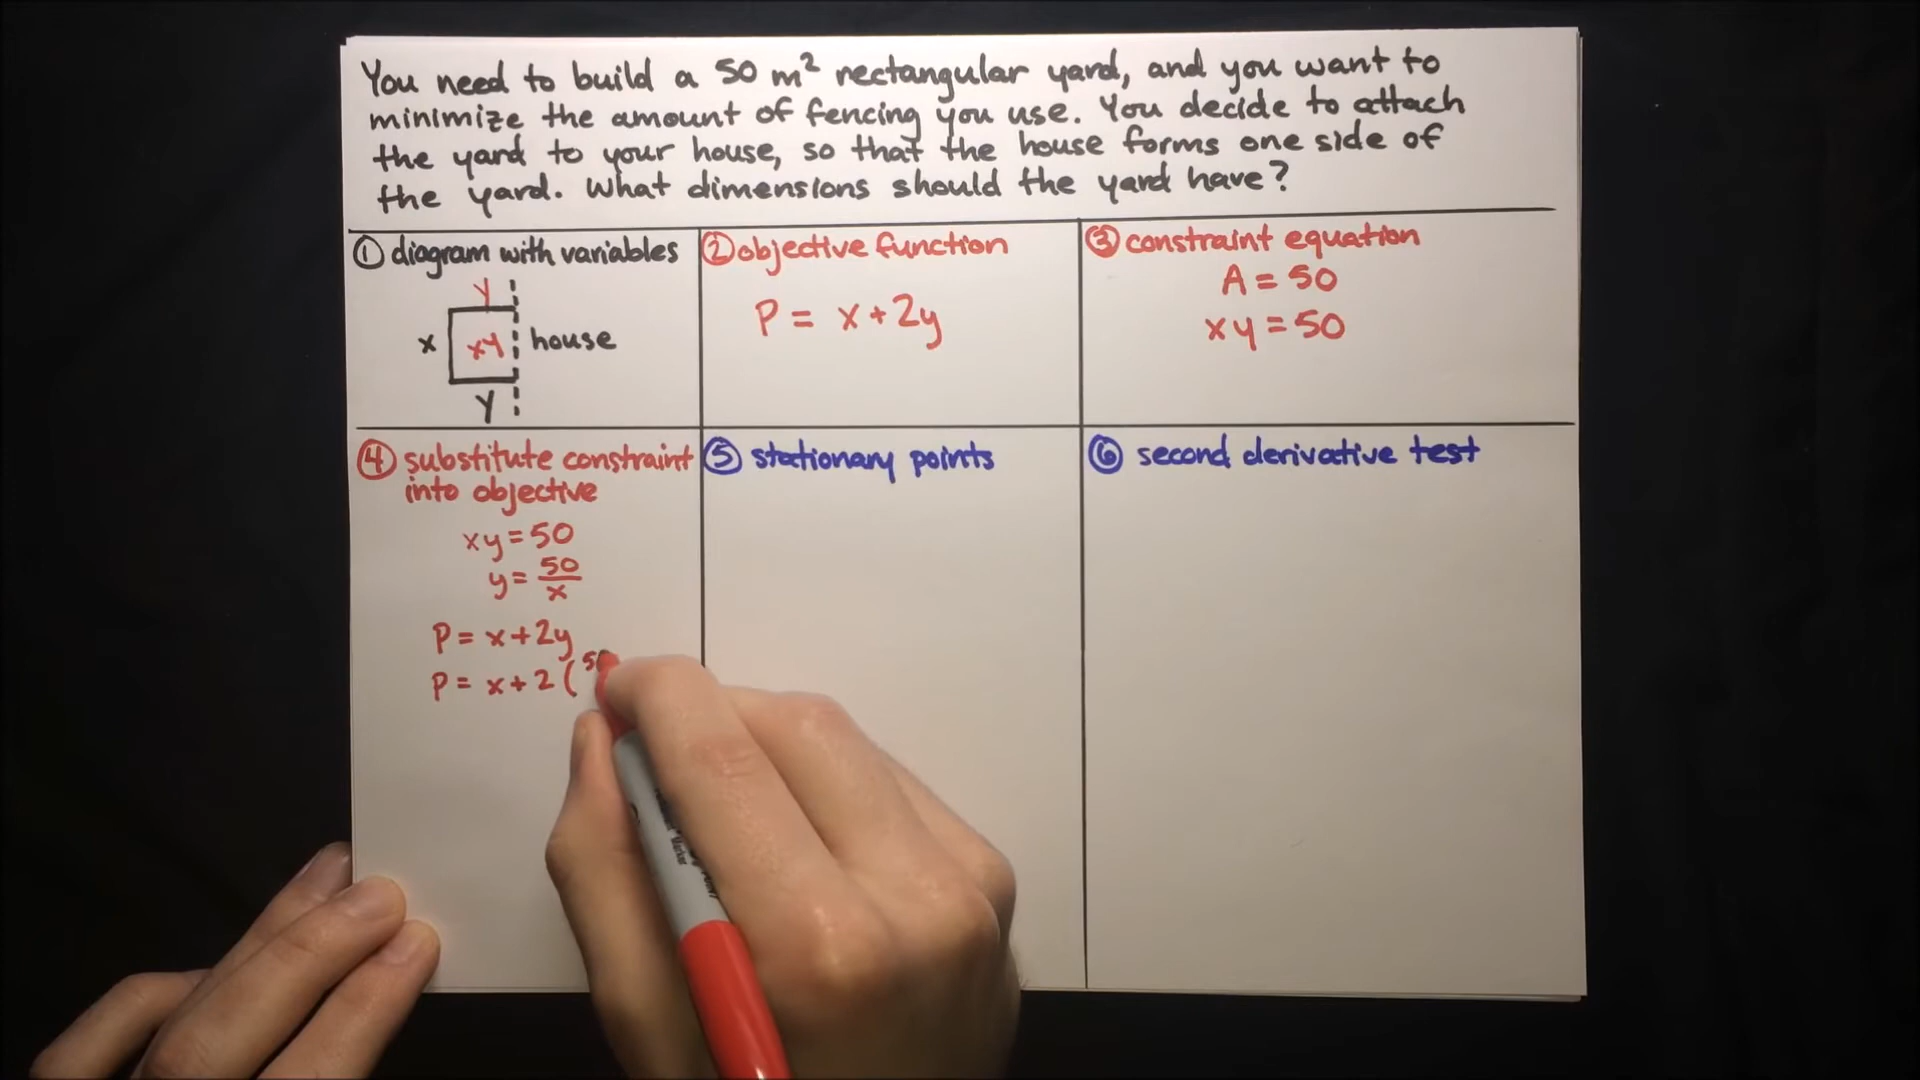 You need to build a 50 m² rectangular yard, and you want to
minimize the amount of fencing you use. You decide to attach
the yard to your house, so that the house forms one side of
the yard. What dimensions should the yard have?
① diagram with variables
y
x
xy
house
y
② objective function
P = x + 2y
③ constraint equation
A = 50
xy = 50
④ substitute constraint
into objective
xy = 50
y = 50/x
P = x + 2y
P = x + 2 ( 50
⑤ stationary points
⑥ second derivative test
Marker